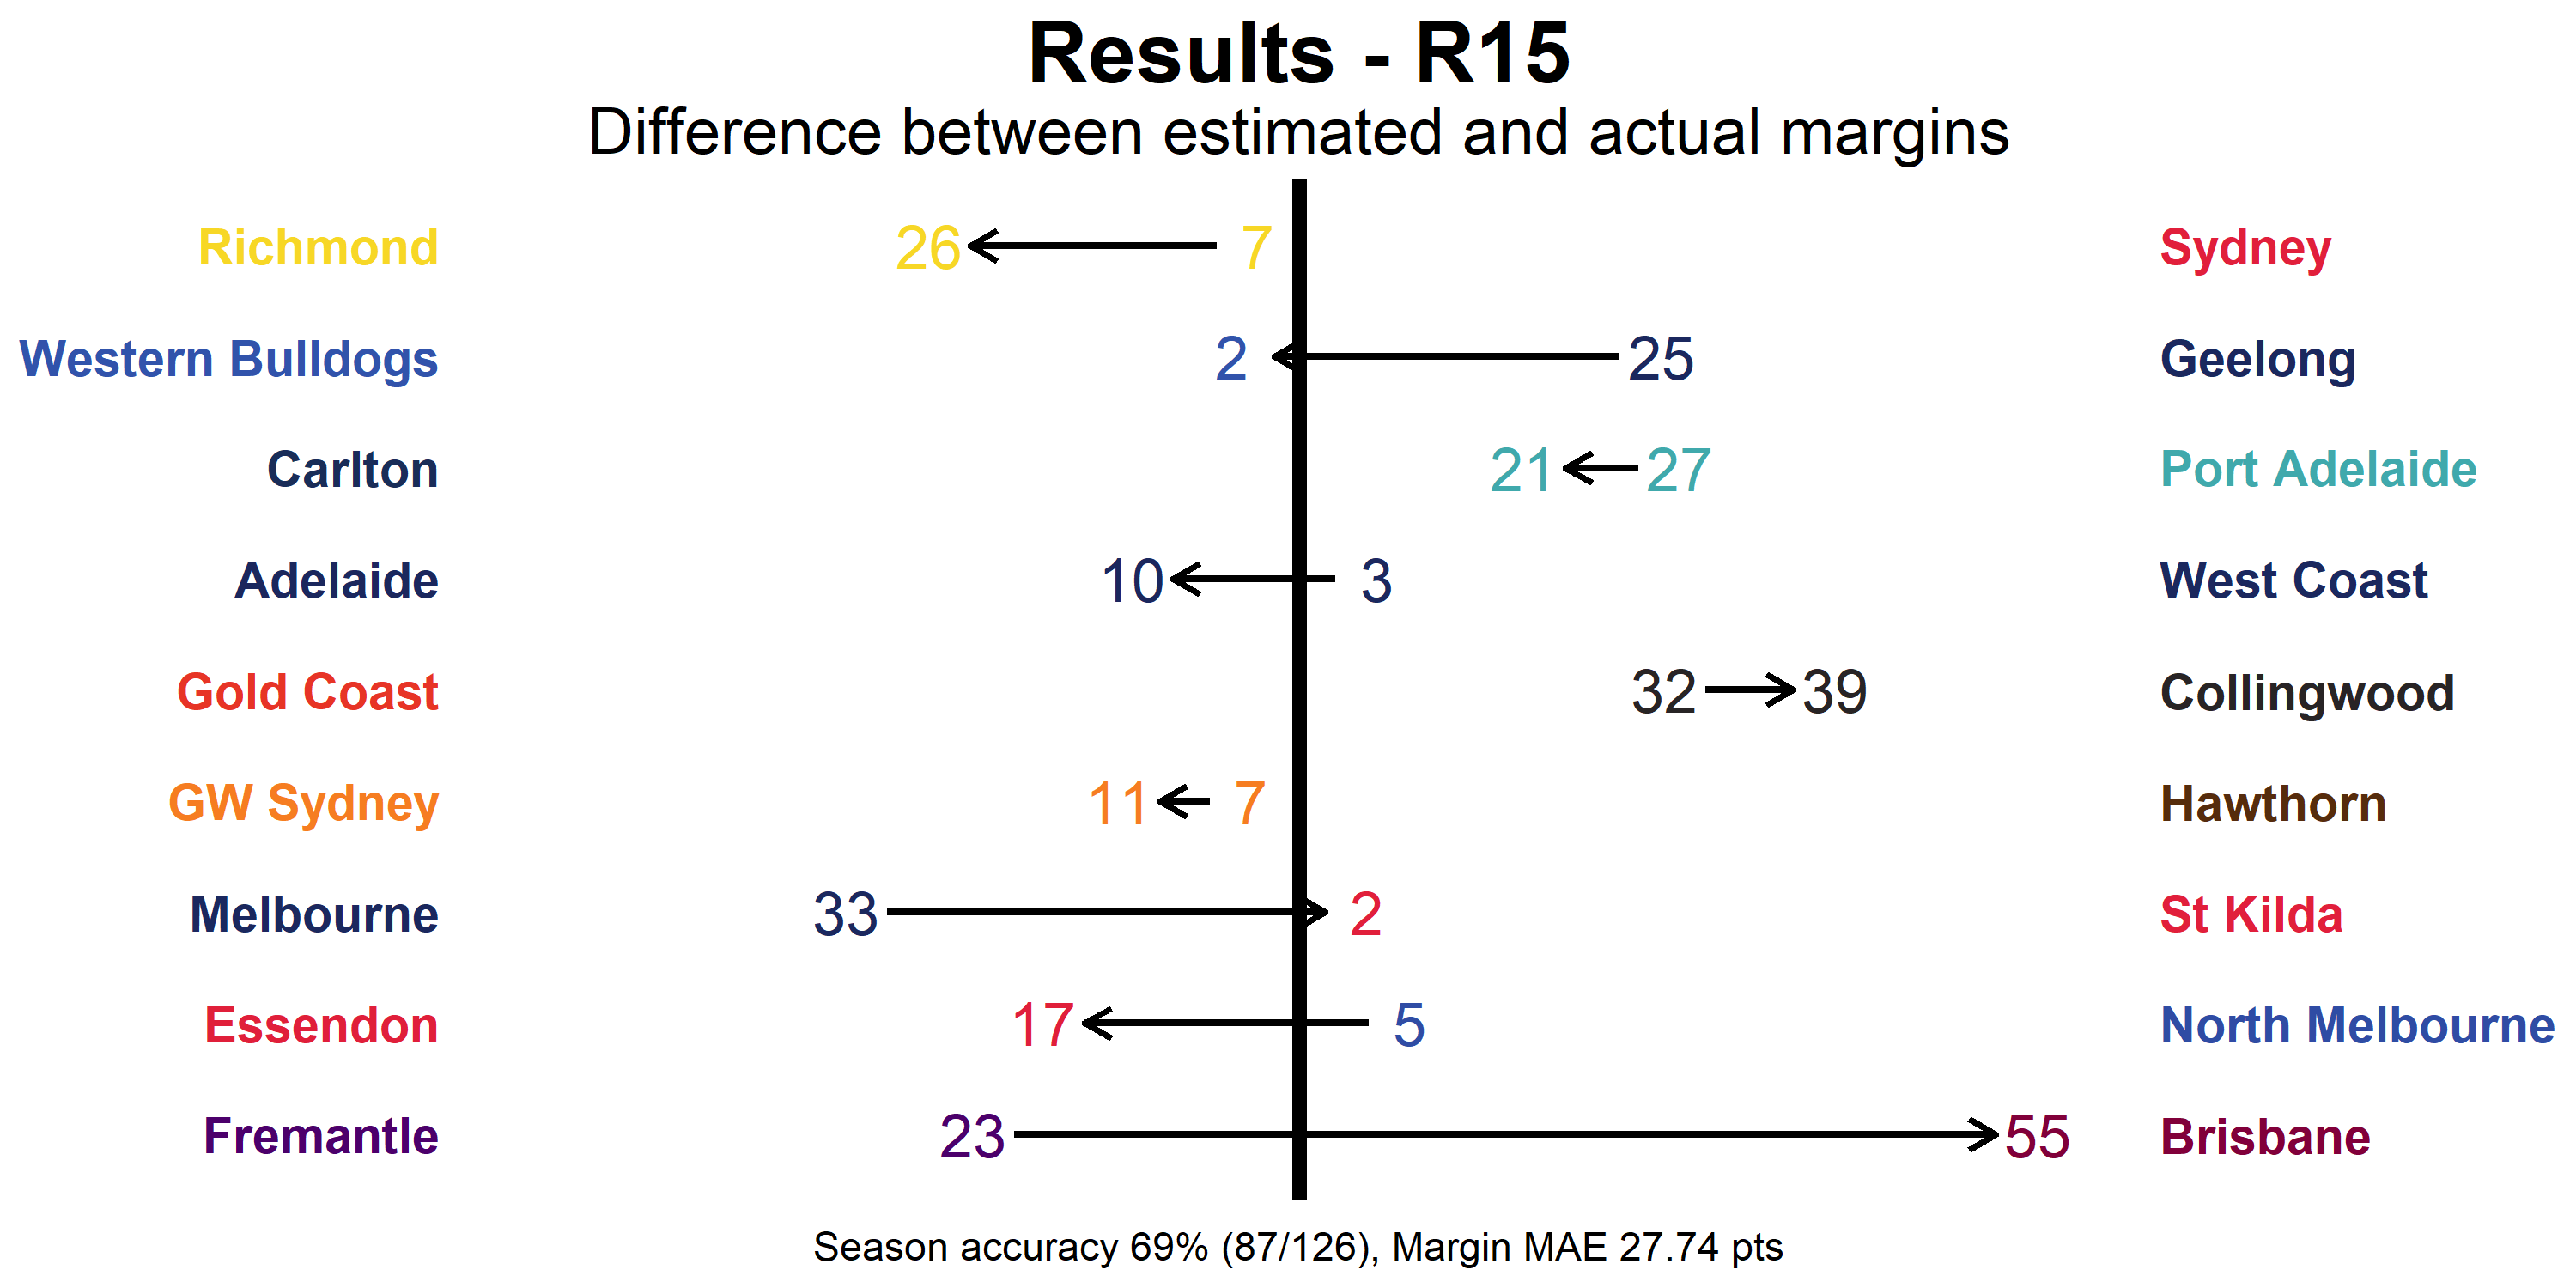 Results - R15
Difference between estimated and actual margins
Richmond 26 7 Sydney
Western Bulldogs 2 25 Geelong
Carlton 21 27 Port Adelaide
Adelaide 10 3 West Coast
Gold Coast 32 39 Collingwood
GW Sydney 11 7 Hawthorn
Melbourne 33 2 St Kilda
Essendon 17 5 North Melbourne
Fremantle 23 55 Brisbane
Season accuracy 69% (87/126), Margin MAE 27.74 pts